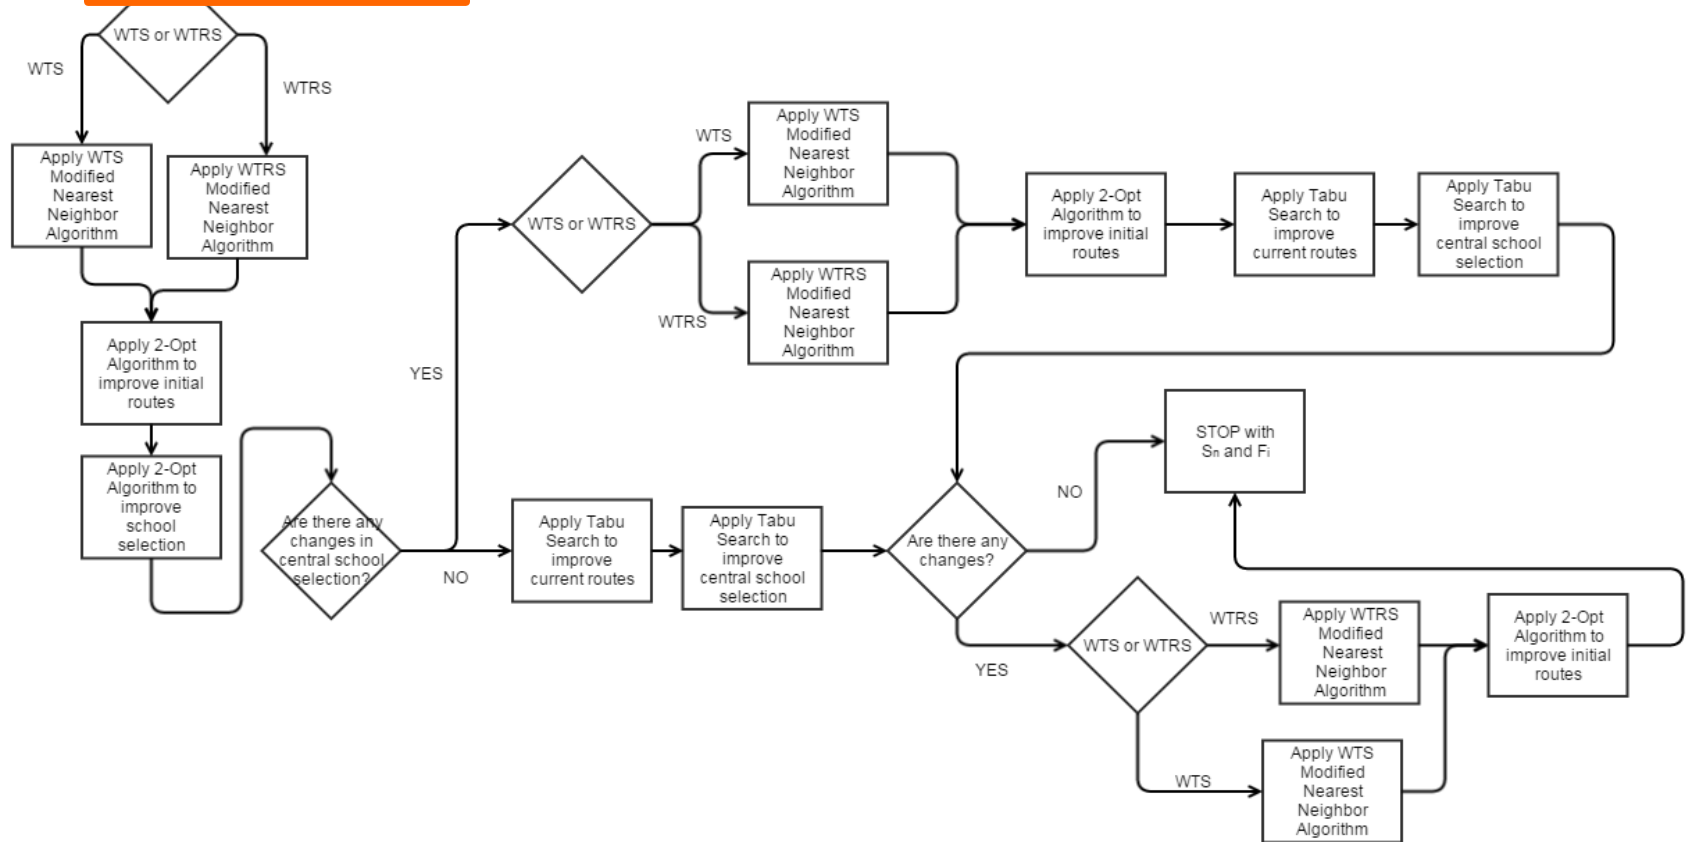 WTS or WTRS
WTS
WTRS
Apply WTS
Modified
Nearest
Neighbor
Algorithm
Apply WTRS
Modified
Nearest
Neighbor
Algorithm
Apply 2-Opt
Algorithm to
improve initial
routes
Apply 2-Opt
Algorithm to
improve
school
selection
Are there any
changes in
central school
selection?
YES
NO
WTS or WTRS
WTS
WTRS
Apply WTS
Modified
Nearest
Neighbor
Algorithm
Apply WTRS
Modified
Nearest
Neighbor
Algorithm
Apply 2-Opt
Algorithm to
improve initial
routes
Apply Tabu
Search to
improve
current routes
Apply Tabu
Search to
improve
central school
selection
Apply Tabu
Search to
improve
current routes
Apply Tabu
Search to
improve
central school
selection
Are there any
changes?
NO
STOP with
Sn and Fi
YES
WTS or WTRS
WTRS
Apply WTRS
Modified
Nearest
Neighbor
Algorithm
WTS
Apply WTS
Modified
Nearest
Neighbor
Algorithm
Apply 2-Opt
Algorithm to
improve initial
routes